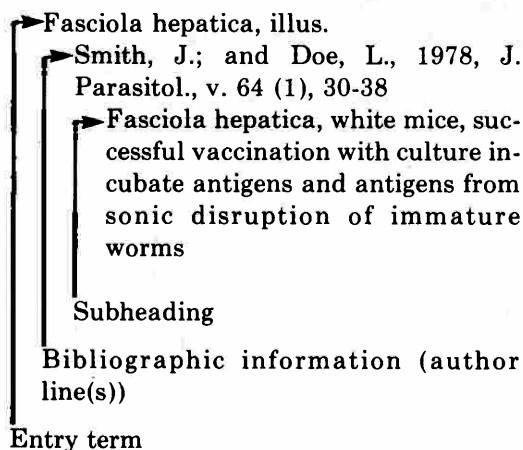 Fasciola hepatica, illus.
Smith, J.; and Doe, L., 1978, J.
Parasitol., v. 64 (1), 30-38
Fasciola hepatica, white mice, suc-
cessful vaccination with culture in-
cubate antigens and antigens from
sonic disruption of immature
worms
Subheading
Bibliographic information (author
line(s))
Entry term